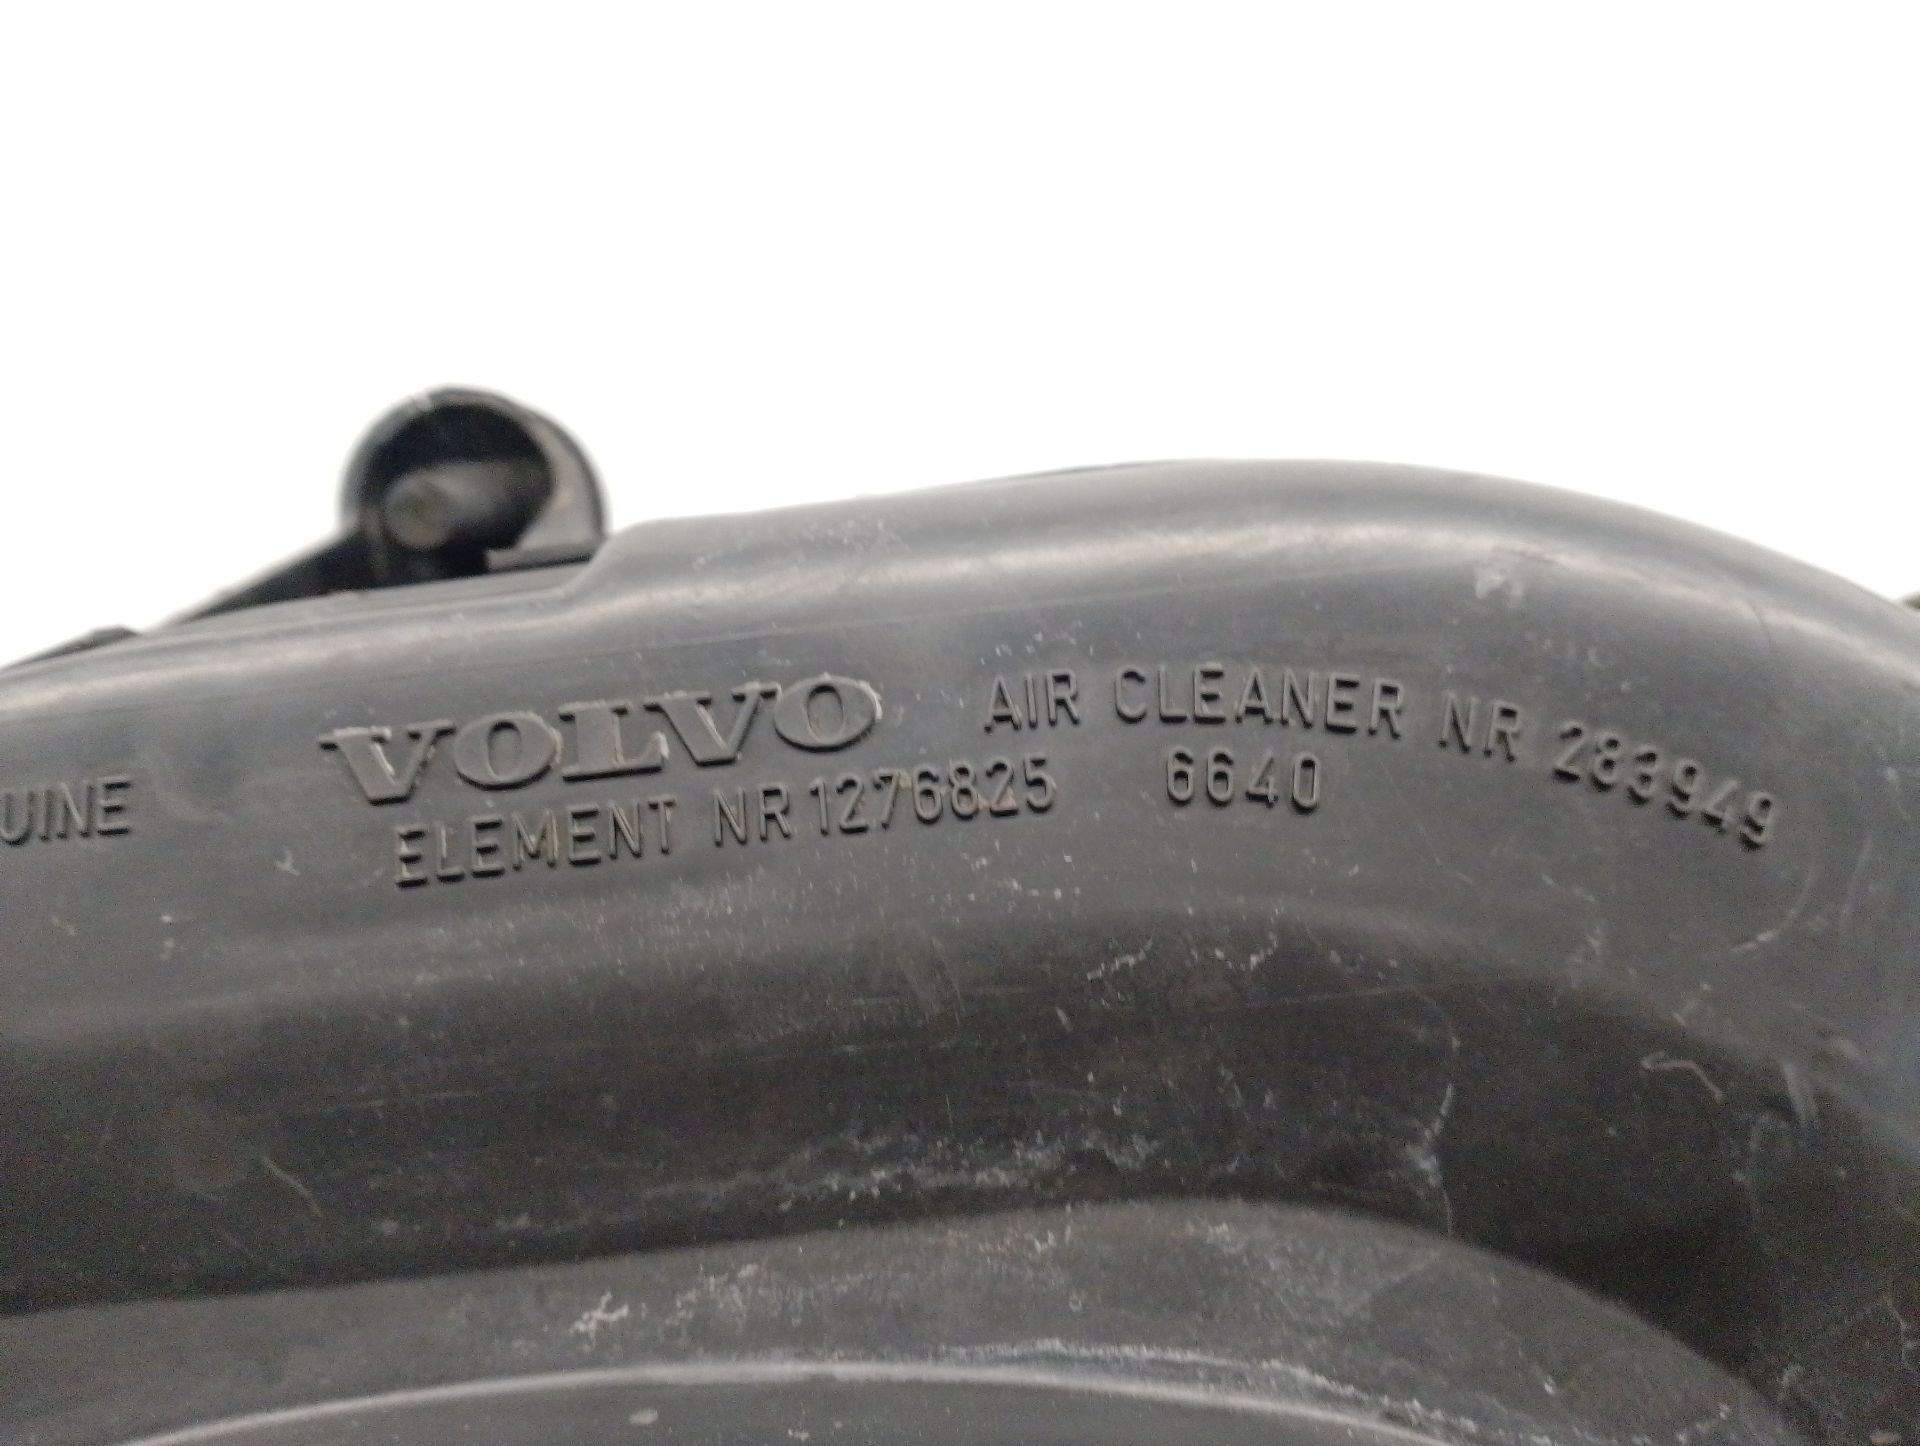 UINE VOLVO AIR CLEANER NR 283949
ELEMENT NR 1276825 6640